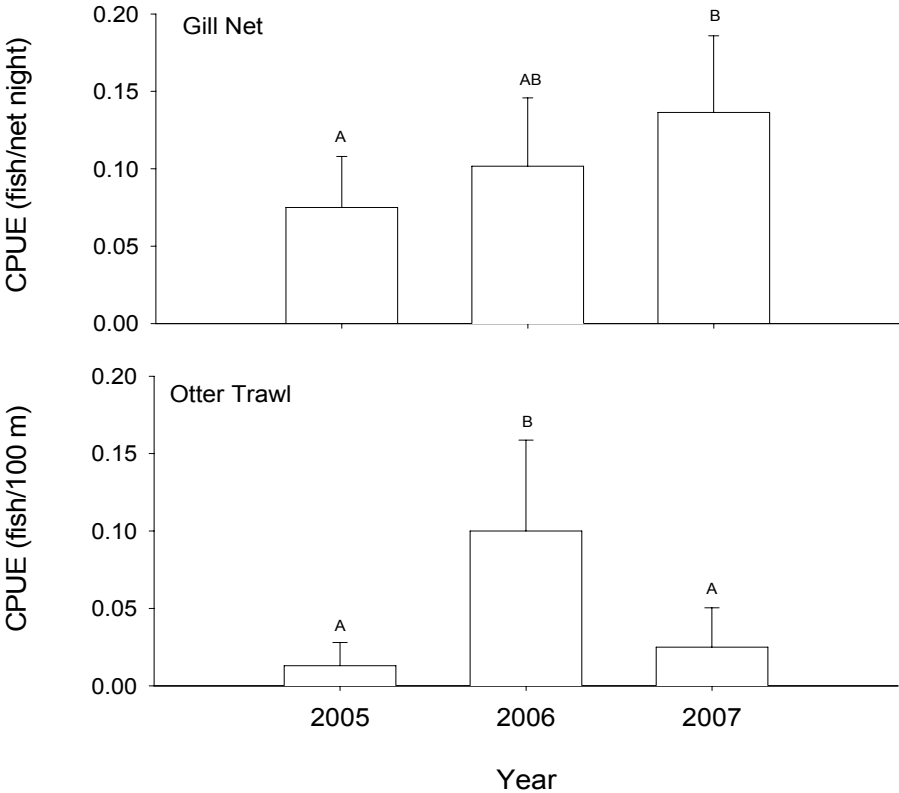 Gill Net
CPUE (fish/net night)
0.20
0.15
0.10
0.05
0.00
A
AB
B
Otter Trawl
CPUE (fish/100 m)
0.20
0.15
0.10
0.05
0.00
A
B
A
2005 2006 2007
Year